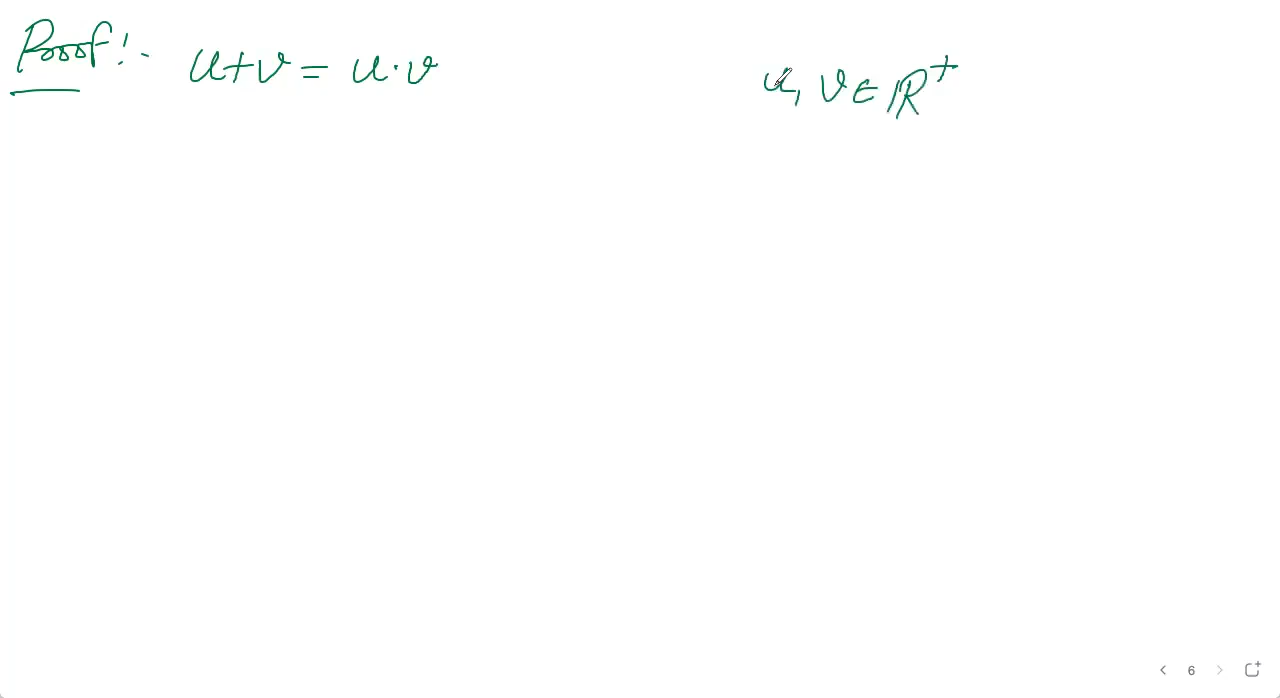 Proof:- u+v = u·v
u, v ∈ ℝ⁺
6